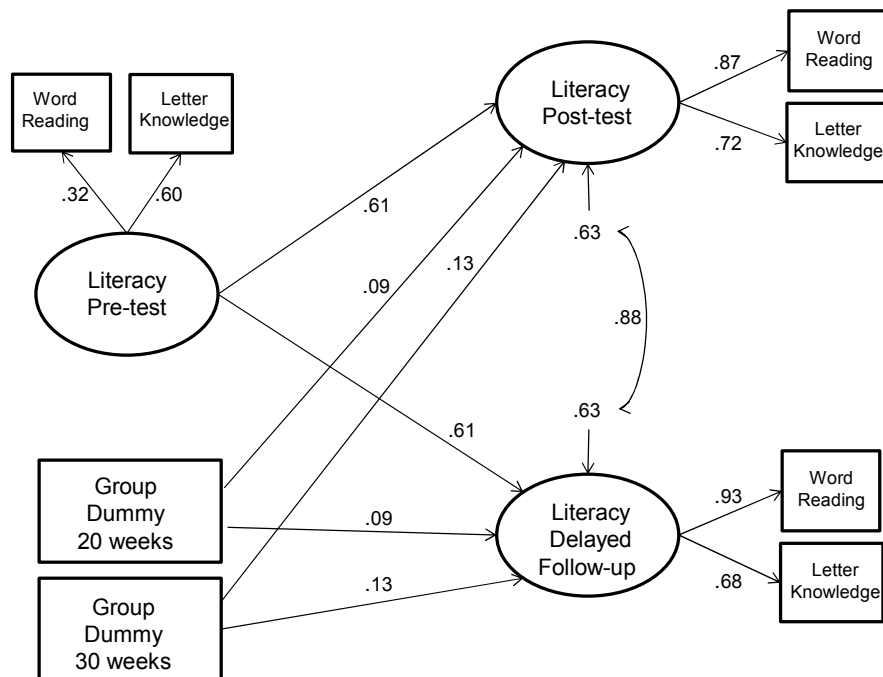 Word
Reading
Letter
Knowledge
.32
.60
Literacy
Pre-test
Literacy
Post-test
.87
.72
Word
Reading
Letter
Knowledge
.61
.09
.13
.63
.88
.63
.61
Group
Dummy
20 weeks
.09
Group
Dummy
30 weeks
.13
Literacy
Delayed
Follow-up
.93
.68
Word
Reading
Letter
Knowledge